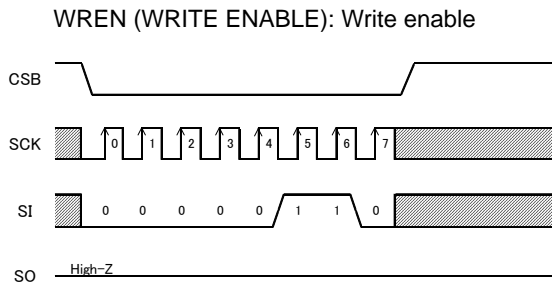 WREN (WRITE ENABLE): Write enable
CSB
SCK 0 1 2 3 4 5 6 7
SI 0 0 0 0 0 1 1 0
SO High-Z